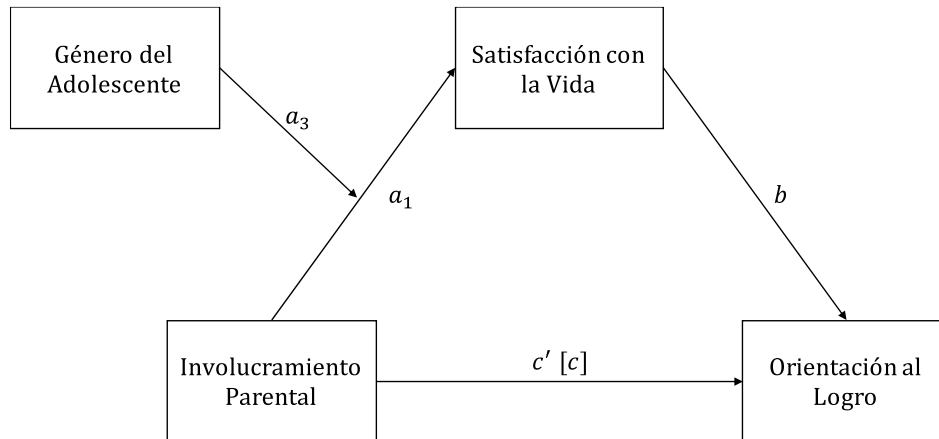 Género del
Adolescente
Satisfacción con
la Vida
a₃
a₁
b
Involucramiento
Parental
c′ [c]
Orientación al
Logro